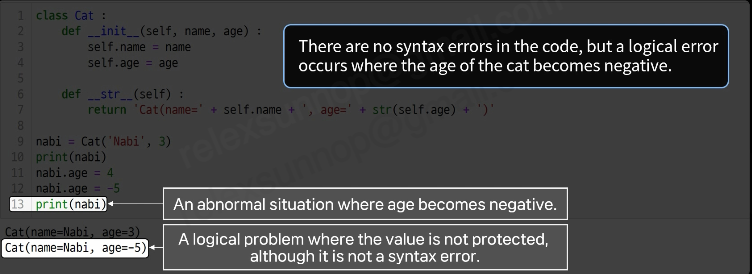 1 class Cat :
2 def __init__(self, name, age) :
3 self.name = name
4 self.age = age
5
6 def __str__(self) :
7 return 'Cat(name=' + self.name + ', age=' + str(self.age) + ')'
8
9 nabi = Cat('Nabi', 3)
10 print(nabi)
11 nabi.age = 4
12 nabi.age = -5
13 print(nabi)
There are no syntax errors in the code, but a logical error
occurs where the age of the cat becomes negative.
An abnormal situation where age becomes negative.
Cat(name=Nabi, age=3)
Cat(name=Nabi, age=-5)
A logical problem where the value is not protected,
although it is not a syntax error.